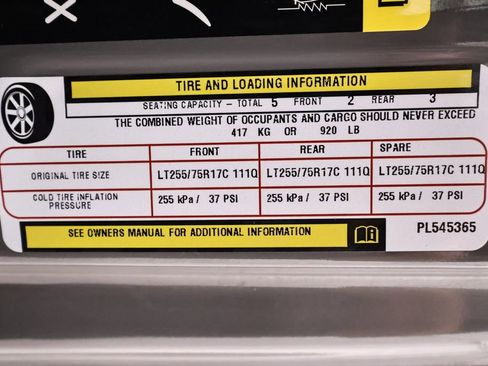 TIRE AND LOADING INFORMATION
SEATING CAPACITY – TOTAL 5 FRONT 2 REAR 3
THE COMBINED WEIGHT OF OCCUPANTS AND CARGO SHOULD NEVER EXCEED
417 KG OR 920 LB
TIRE FRONT REAR SPARE
ORIGINAL TIRE SIZE LT255/75R17C 111Q LT255/75R17C 111Q LT255/75R17C 111Q
COLD TIRE INFLATION PRESSURE 255 kPa / 37 PSI 255 kPa / 37 PSI 255 kPa / 37 PSI
SEE OWNERS MANUAL FOR ADDITIONAL INFORMATION
PL545365